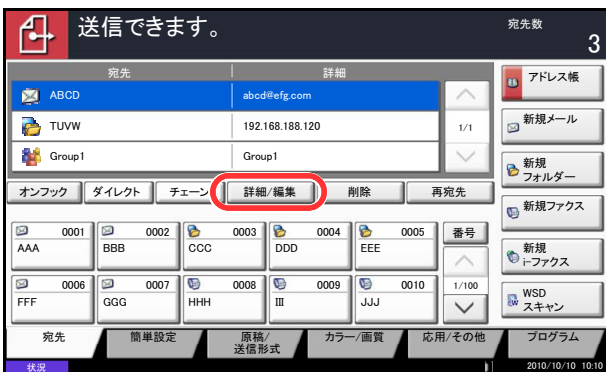 送信できます。
宛先数
3
宛先 詳細
ABCD abcd@efg.com
TUVW 192.168.188.120
1/1
Group1 Group1
アドレス帳
新規メール
新規
フォルダー
新規ファクス
新規
i-ファクス
WSD
スキャン
オンフック ダイレクト チェーン 詳細/編集 削除 再宛先
0001 0002 0003 0004 0005 番号
AAA BBB CCC DDD EEE
0006 0007 0008 0009 0010 1/100
FFF GGG HHH III JJJ
宛先 簡単設定 原稿/
送信形式 カラー/画質 応用/その他 プログラム
状況 2010/10/10 10:10